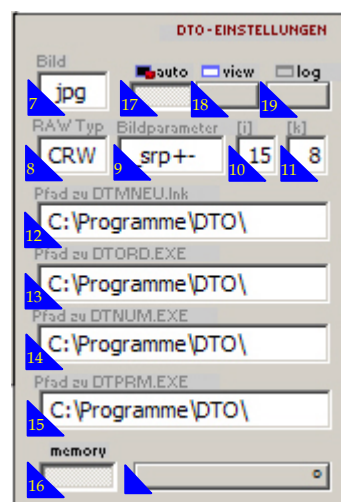 DTO-EINSTELLUNGEN
Bild auto view log
7 jpg 17 18 19
RAW Typ Bildparameter [i] [k]
8 CRW 9 srp+- 10 15 11 8
Pfad zu DTMNEU.lnk
12 C:\Programme\DTO\
Pfad zu DTORD.EXE
13 C:\Programme\DTO\
Pfad zu DTNUM.EXE
14 C:\Programme\DTO\
Pfad zu DTPRM.EXE
15 C:\Programme\DTO\
memory
16 o